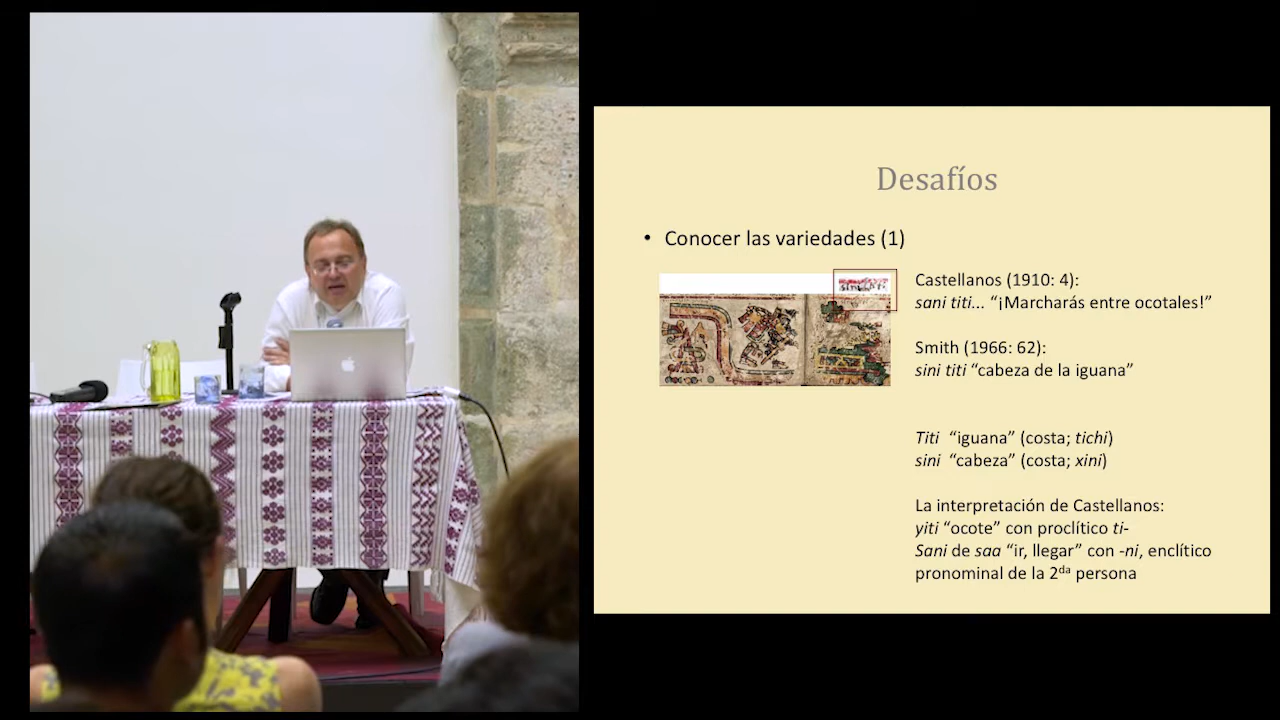 Desafíos
• Conocer las variedades (1)
Castellanos (1910: 4):
sani titi... “¡Marcharás entre ocotales!”
Smith (1966: 62):
sini titi “cabeza de la iguana”
Titi “iguana” (costa; tichi)
sini “cabeza” (costa; xini)
La interpretación de Castellanos:
yiti “ocote” con proclítico ti-
Sani de saa “ir, llegar” con -ni, enclítico
pronominal de la 2da persona